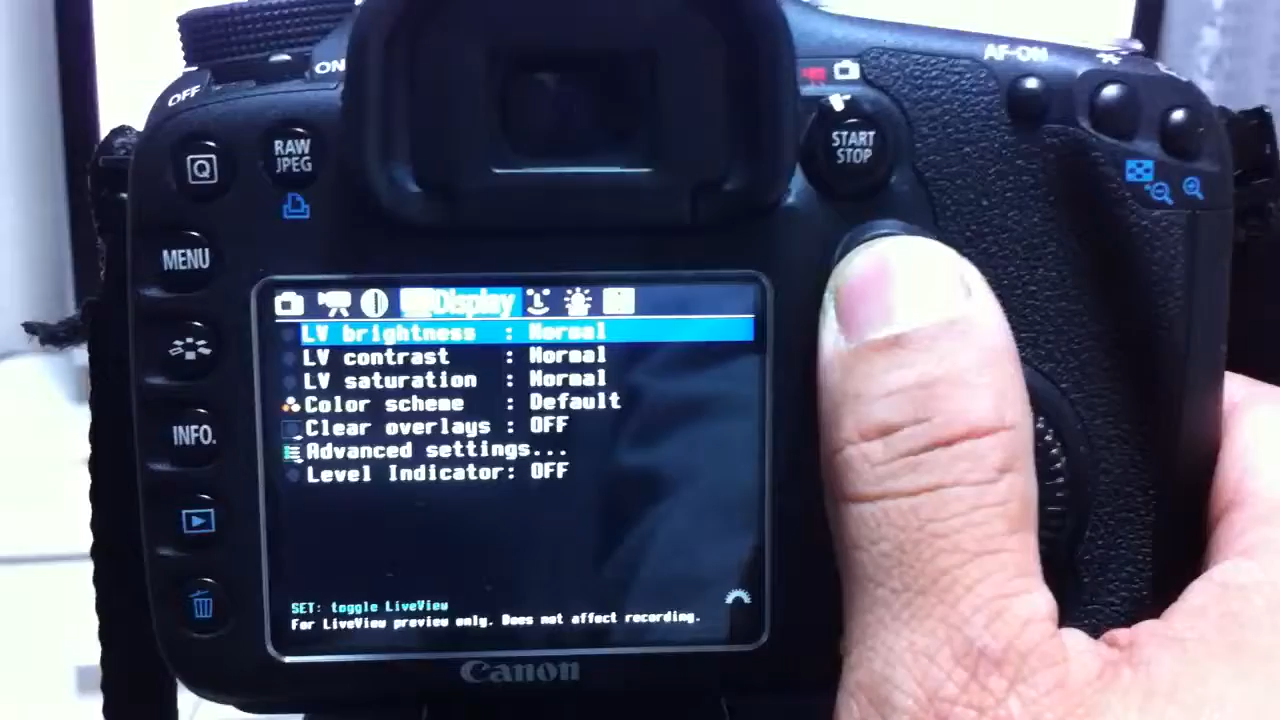 ON
OFF
AF-ON
Q
RAW
JPEG
START
STOP
MENU
INFO.
Display
LV brightness : Normal
LV contrast : Normal
LV saturation : Normal
Color scheme : Default
Clear overlays : OFF
Advanced settings...
Level Indicator: OFF
SET: toggle LiveView
For LiveView preview only. Does not affect recording.
Canon